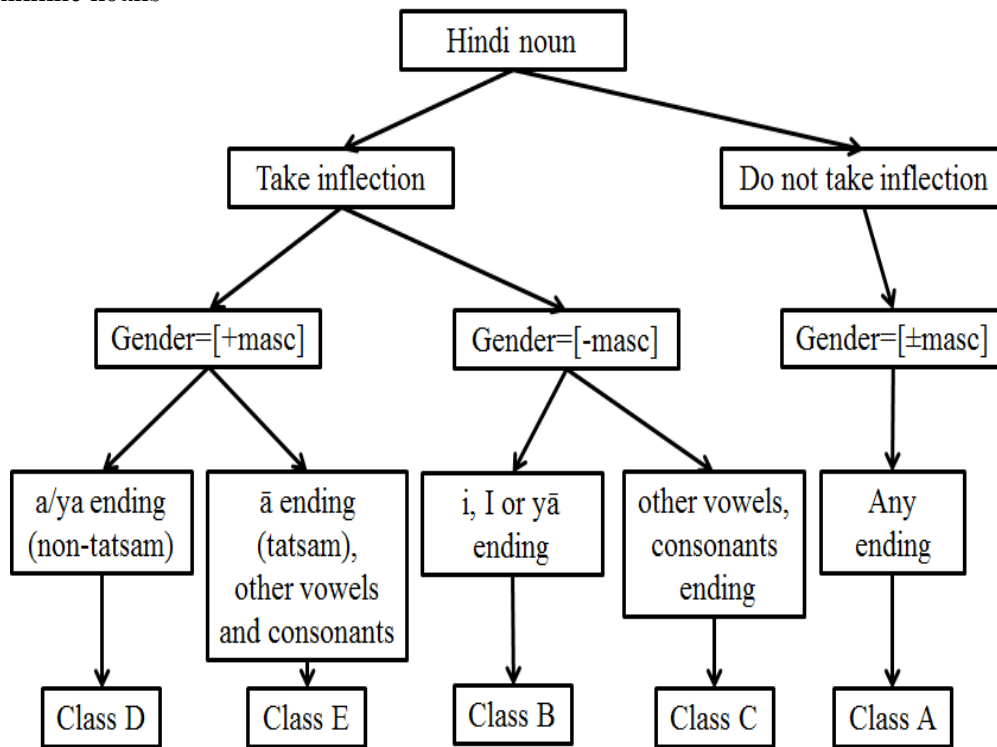 Hindi noun
Take inflection
Do not take inflection
Gender=[+masc]
Gender=[-masc]
Gender=[±masc]
a/ya ending
(non-tatsam)
ā ending
(tatsam),
other vowels
and consonants
i, I or yā
ending
other vowels,
consonants
ending
Any
ending
Class D
Class E
Class B
Class C
Class A